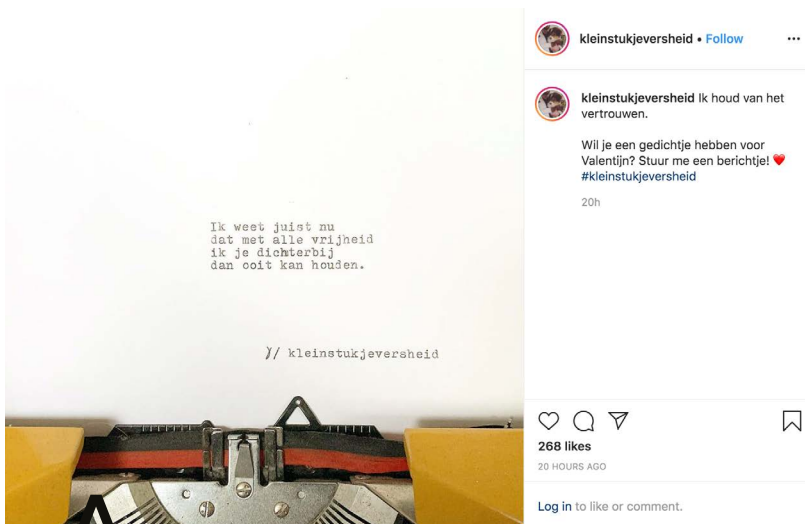 kleinstukjeversheid • Follow
kleinstukjeversheid Ik houd van het
vertrouwen.
Wil je een gedichtje hebben voor
Valentijn? Stuur me een berichtje! ❤️
#kleinstukjeversheid
20h
Ik weet juist nu
dat met alle vrijheid
ik je dichterbij
dan ooit kan houden.
// kleinstukjeversheid
268 likes
20 HOURS AGO
Log in to like or comment.